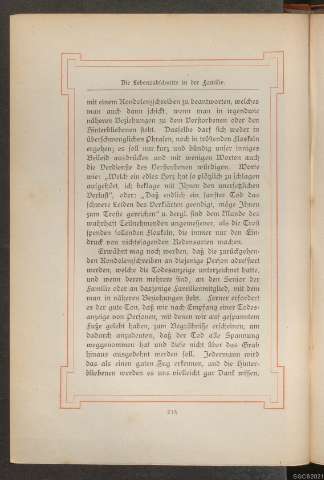 Die Lebensabschnitte in der Familie.
mit einem Kondolenzschreiben zu beantworten, welches
man auch dann schickt, wenn man in irgendwie
näheren Beziehungen zu dem Verstorbenen oder den
Hinterbliebenen steht. Dasselbe darf sich weder in
überschwenglichen Phrasen, noch in tröstenden Floskeln
ergehen; es soll nur kurz und bündig unser inniges
Beileid ausdrücken und mit wenigen Worten auch
die Verdienste des Verstorbenen würdigen. Worte
wie: „Welch ein edles Herz hat so plötzlich zu schlagen
aufgehört, ich beklage mit Ihnen den unersetzlichen
Verlust“, oder: „Daß endlich ein sanfter Tod das
schwere Leiden des Verklärten geendigt, möge Ihnen
zum Troste gereichen“ u. dergl. sind dem Munde des
wahrhaft Teilnehmenden angemessener, als die Trost
spenden sollenden Floskeln, die immer nur den Ein-
druck von nichtssagenden Redensarten machen.
Erwähnt mag noch werden, daß die zurückgehen-
den Kondolenzschreiben an diejenige Person adressiert
werden, welche die Todesanzeige unterzeichnet hatte,
und wenn deren mehrere sind, an den Senior der
Familie oder an dasjenige Familienmitglied, mit dem
man in näheren Beziehungen steht. Ferner erfordert
es der gute Ton, daß wir nach Empfang einer Todes-
anzeige von Personen, mit denen wir auf gespanntem
Fuße gelebt haben, zum Begräbnisse erscheinen, um
dadurch anzudeuten, daß der Tod alle Spannung
weggenommen hat und diese nicht über das Grab
hinaus ausgedehnt werden soll. Jedermann wird
das als einen guten Zug erkennen, und die Hinter-
bliebenen werden es uns vielleicht gar Dank wissen.
214